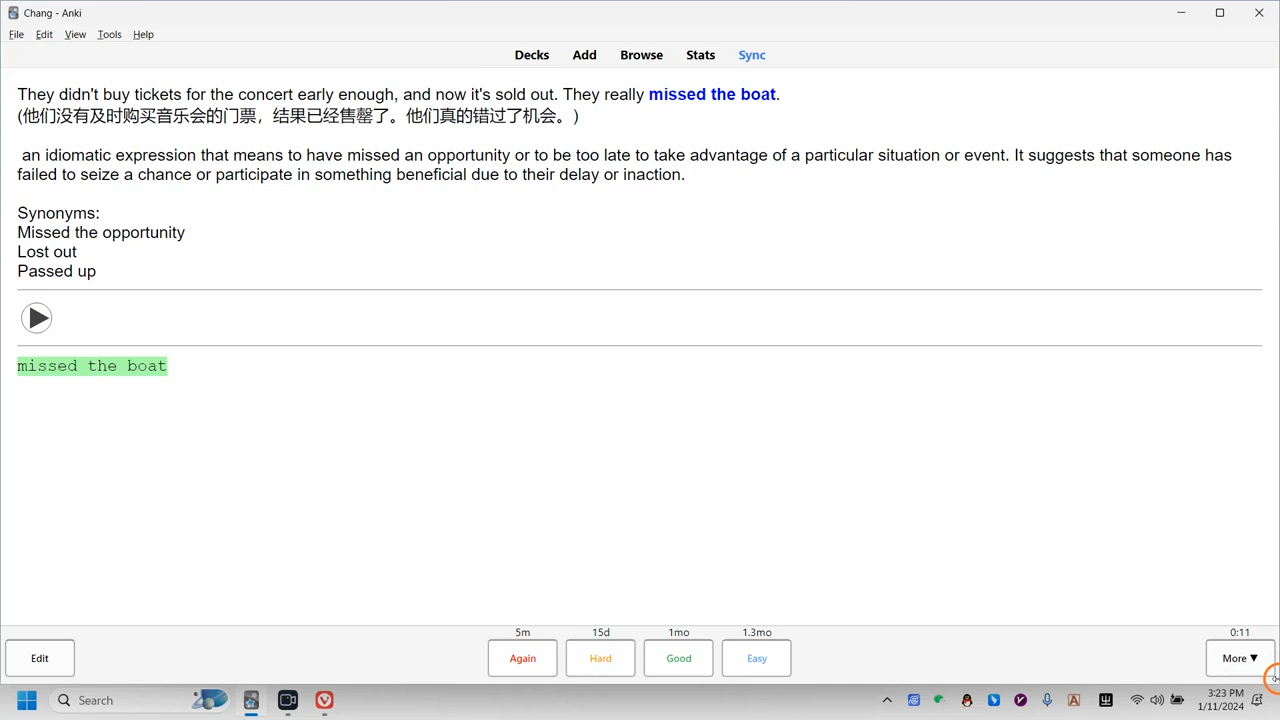 Chang - Anki
File Edit View Tools Help
Decks Add Browse Stats Sync
They didn't buy tickets for the concert early enough, and now it's sold out. They really missed the boat.
(他们没有及时购买音乐会的门票，结果已经售罄了。他们真的错过了机会。)
an idiomatic expression that means to have missed an opportunity or to be too late to take advantage of a particular situation or event. It suggests that someone has
failed to seize a chance or participate in something beneficial due to their delay or inaction.
Synonyms:
Missed the opportunity
Lost out
Passed up
missed the boat
5m 15d 1mo 1.3mo 0:11
Edit Again Hard Good Easy More ▼
Search
3:23 PM
1/11/2024